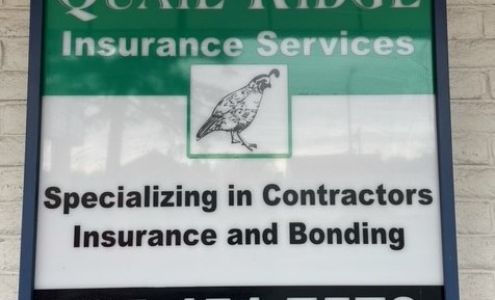 QUAIL RIDGE
Insurance Services
Specializing in Contractors
Insurance and Bonding